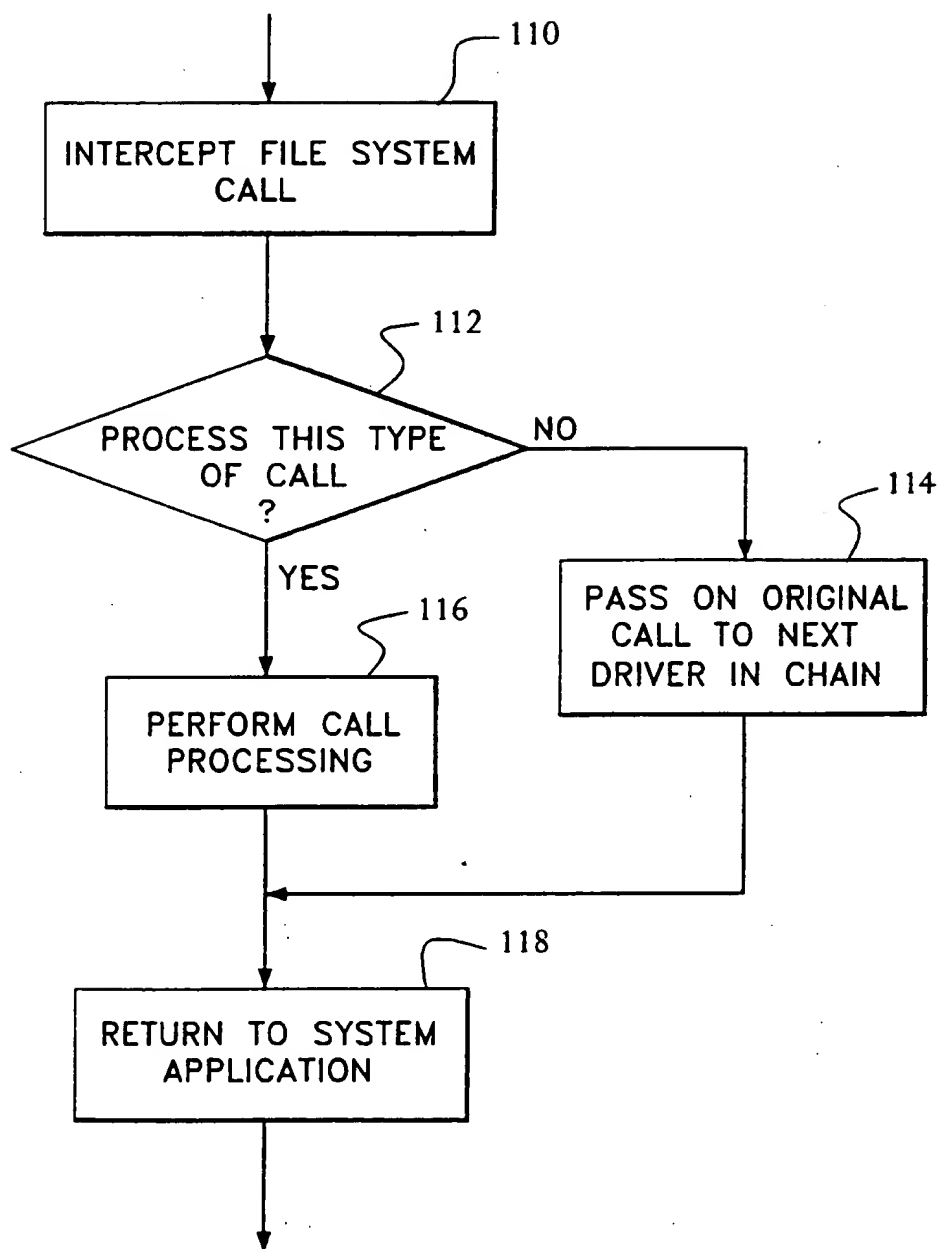 110
INTERCEPT FILE SYSTEM
CALL
112
PROCESS THIS TYPE
OF CALL
?
NO
YES
114
PASS ON ORIGINAL
CALL TO NEXT
DRIVER IN CHAIN
116
PERFORM CALL
PROCESSING
118
RETURN TO SYSTEM
APPLICATION